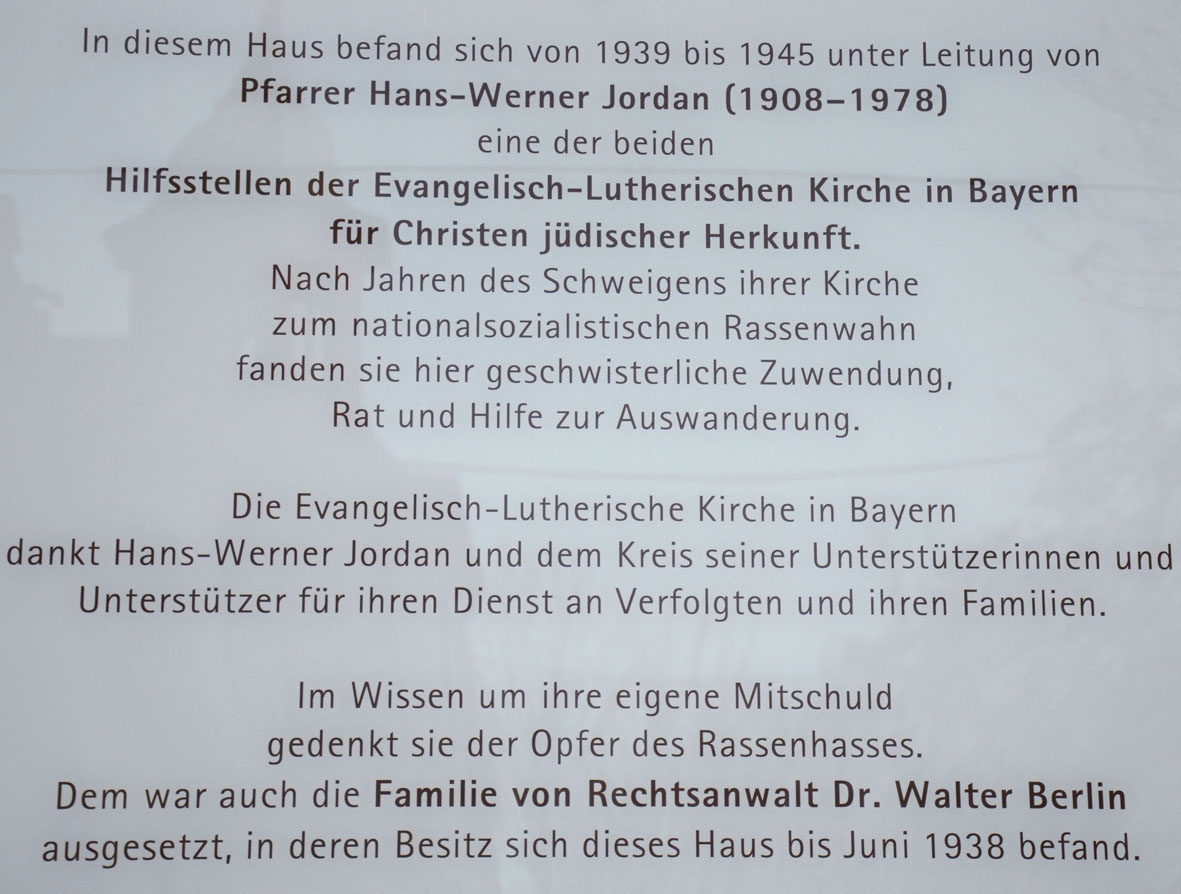 In diesem Haus befand sich von 1939 bis 1945 unter Leitung von
Pfarrer Hans-Werner Jordan (1908–1978)
eine der beiden
Hilfsstellen der Evangelisch-Lutherischen Kirche in Bayern
für Christen jüdischer Herkunft.
Nach Jahren des Schweigens ihrer Kirche
zum nationalsozialistischen Rassenwahn
fanden sie hier geschwisterliche Zuwendung,
Rat und Hilfe zur Auswanderung.
Die Evangelisch-Lutherische Kirche in Bayern
dankt Hans-Werner Jordan und dem Kreis seiner Unterstützerinnen und
Unterstützer für ihren Dienst an Verfolgten und ihren Familien.
Im Wissen um ihre eigene Mitschuld
gedenkt sie der Opfer des Rassenhasses.
Dem war auch die Familie von Rechtsanwalt Dr. Walter Berlin
ausgesetzt, in deren Besitz sich dieses Haus bis Juni 1938 befand.